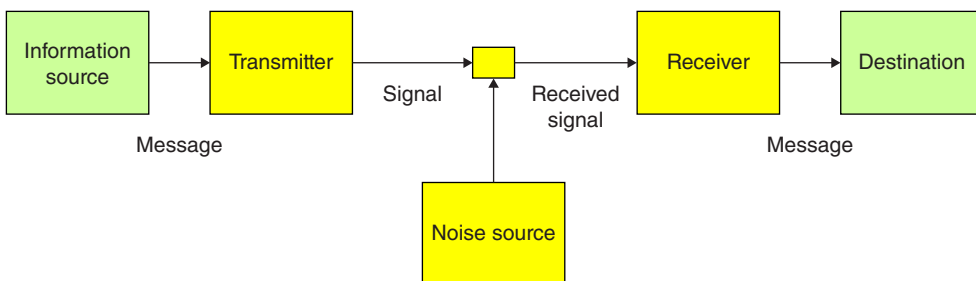 Information
source
Transmitter
Signal
Received
signal
Receiver
Destination
Message
Message
Noise source